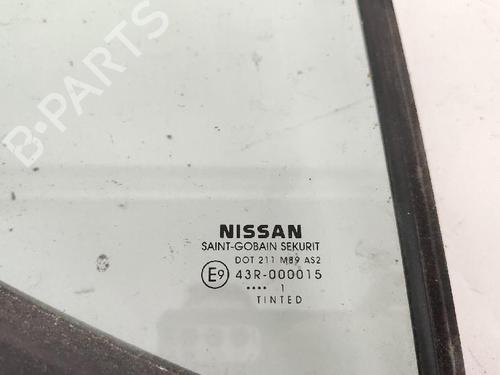 B-PARTS
NISSAN
SAINT-GOBAIN SEKURIT
DOT 211 M89 AS2
E9 43R-000015
•••• 1
TINTED